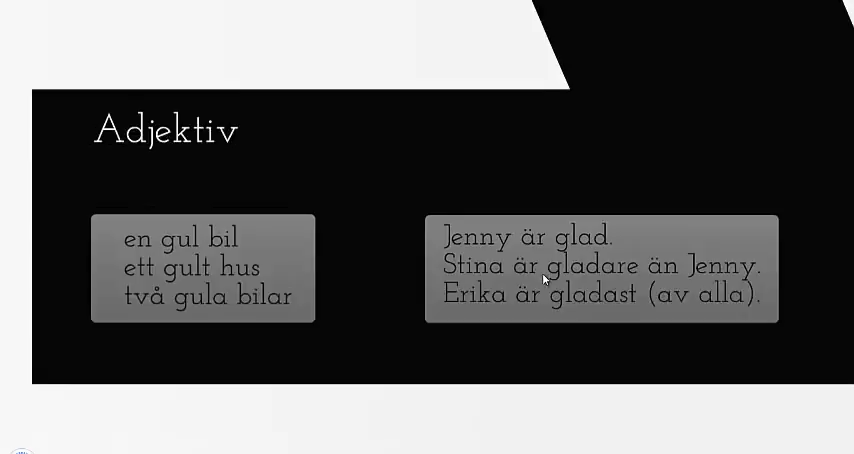 Adjektiv
en gul bil
ett gult hus
två gula bilar
Jenny är glad.
Stina är gladare än Jenny.
Erika är gladast (av alla).